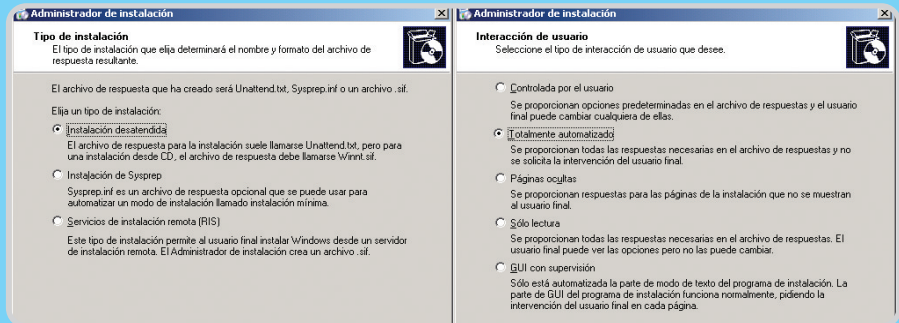 Administrador de instalación
Tipo de instalación
El tipo de instalación que elija determinará el nombre y formato del archivo de
respuesta resultante.
El archivo de respuesta que ha creado será Unattend.txt, Sysprep.inf o un archivo .sif.
Elija un tipo de instalación:
Instalación desatendida
El archivo de respuesta para la instalación suele llamarse Unattend.txt, pero para
una instalación desde CD, el archivo de respuesta debe llamarse Winnt.sif.
Instalación de Sysprep
Sysprep.inf es un archivo de respuesta opcional que se puede usar para
automatizar un modo de instalación llamado instalación mínima.
Servicios de instalación remota (RIS)
Este tipo de instalación permite al usuario final instalar Windows desde un servidor
de instalación remota. El Administrador de instalación crea un archivo .sif.
Administrador de instalación
Interacción de usuario
Seleccione el tipo de interacción de usuario que desee.
Controlada por el usuario
Se proporcionan opciones predeterminadas en el archivo de respuestas y el usuario
final puede cambiar cualquiera de ellas.
Totalmente automatizado
Se proporcionan todas las respuestas necesarias en el archivo de respuestas y no
se solicita la intervención del usuario final.
Páginas ocultas
Se proporcionan respuestas para las páginas de la instalación que no se muestran
al usuario final.
Sólo lectura
Se proporcionan todas las respuestas necesarias en el archivo de respuestas. El
usuario final puede ver las opciones pero no las puede cambiar.
GUI con supervisión
Sólo está automatizada la parte de modo de texto del programa de instalación. La
parte de GUI del programa de instalación funciona normalmente, pidiendo la
intervención del usuario final en cada página.